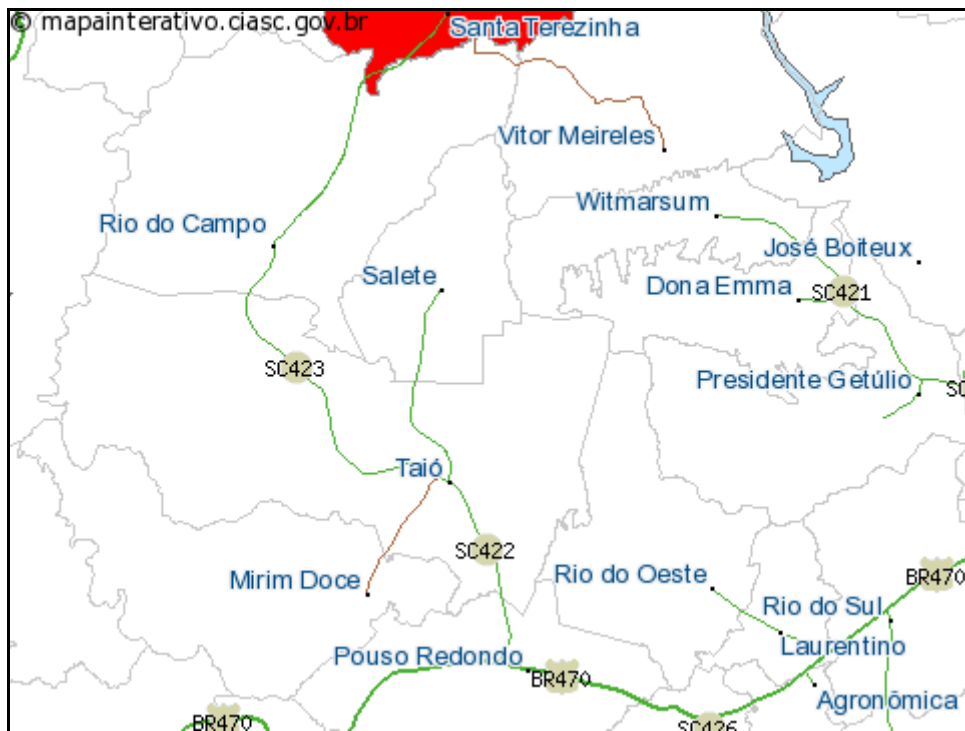 © mapainterativo.ciasc.gov.br
Santa Terezinha
Vitor Meireles
Witmarsum
Rio do Campo
José Boiteux
Salete
Dona Emma
SC421
SC423
Presidente Getúlio
SC
Taió
SC422
Mirim Doce
Rio do Oeste
BR470
Rio do Sul
Laurentino
Pouso Redondo
BR470
Agronômica
BR470
SC426